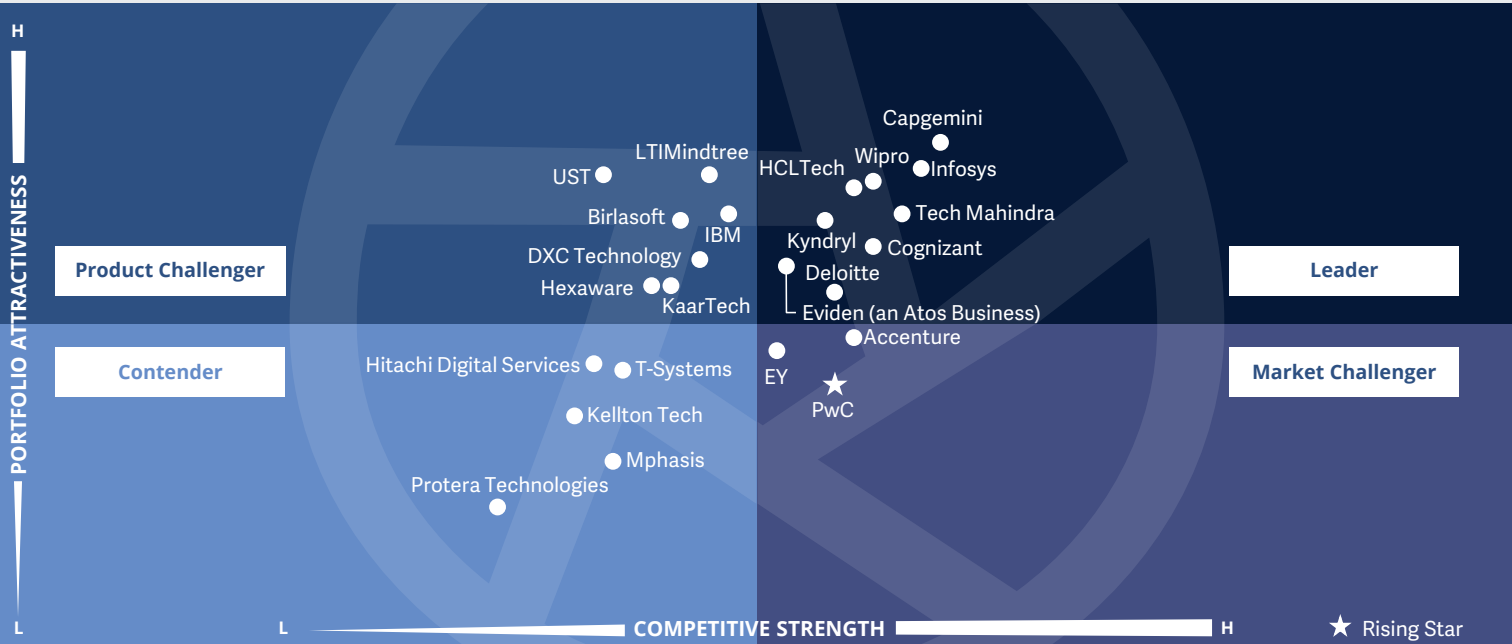 H
PORTFOLIO ATTRACTIVENESS
L
Capgemini
LTIMindtree
Wipro
HCLTech
Infosys
UST
Birlasoft
Tech Mahindra
IBM
Kyndryl
Cognizant
DXC Technology
Product Challenger
Deloitte
Leader
Hexaware
KaarTech
Eviden (an Atos Business)
Accenture
Hitachi Digital Services
T-Systems
EY
Contender
Market Challenger
PwC
Kellton Tech
Mphasis
Protera Technologies
L
COMPETITIVE STRENGTH
H
Rising Star